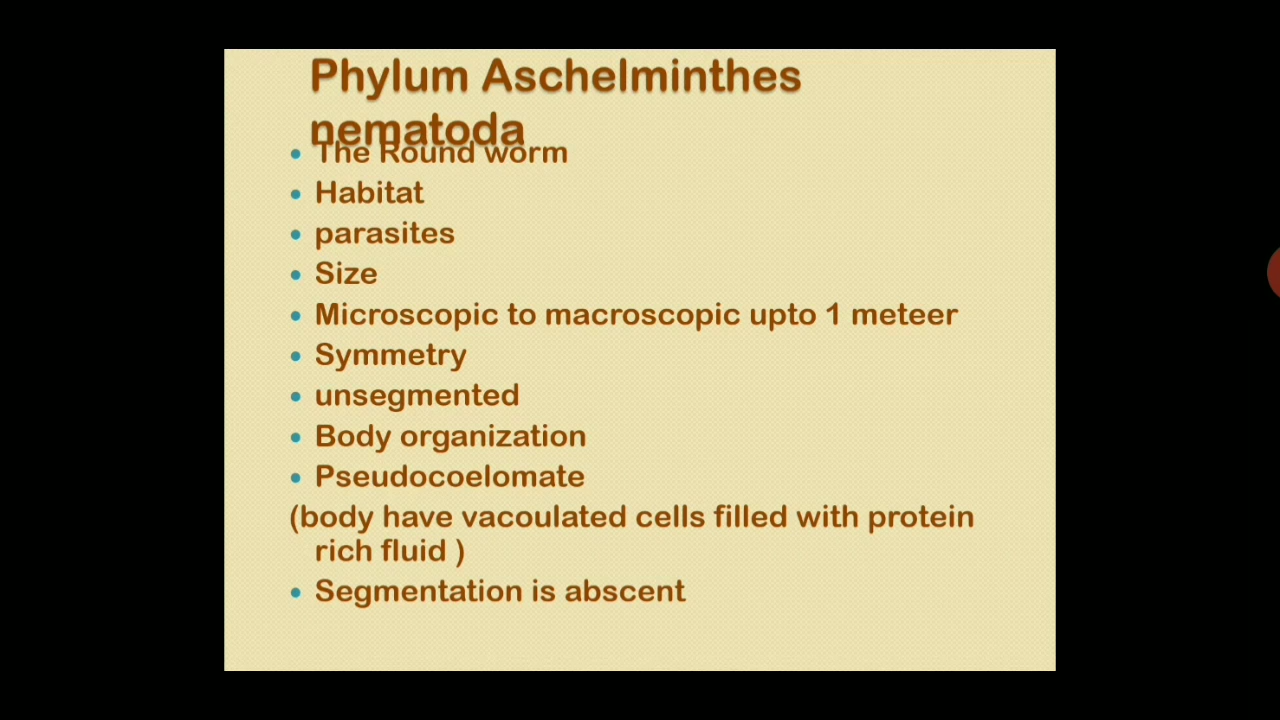 Phylum Aschelminthes
nematoda
The Round worm
Habitat
parasites
Size
Microscopic to macroscopic upto 1 meteer
Symmetry
unsegmented
Body organization
Pseudocoelomate
(body have vacoulated cells filled with protein
rich fluid )
Segmentation is abscent